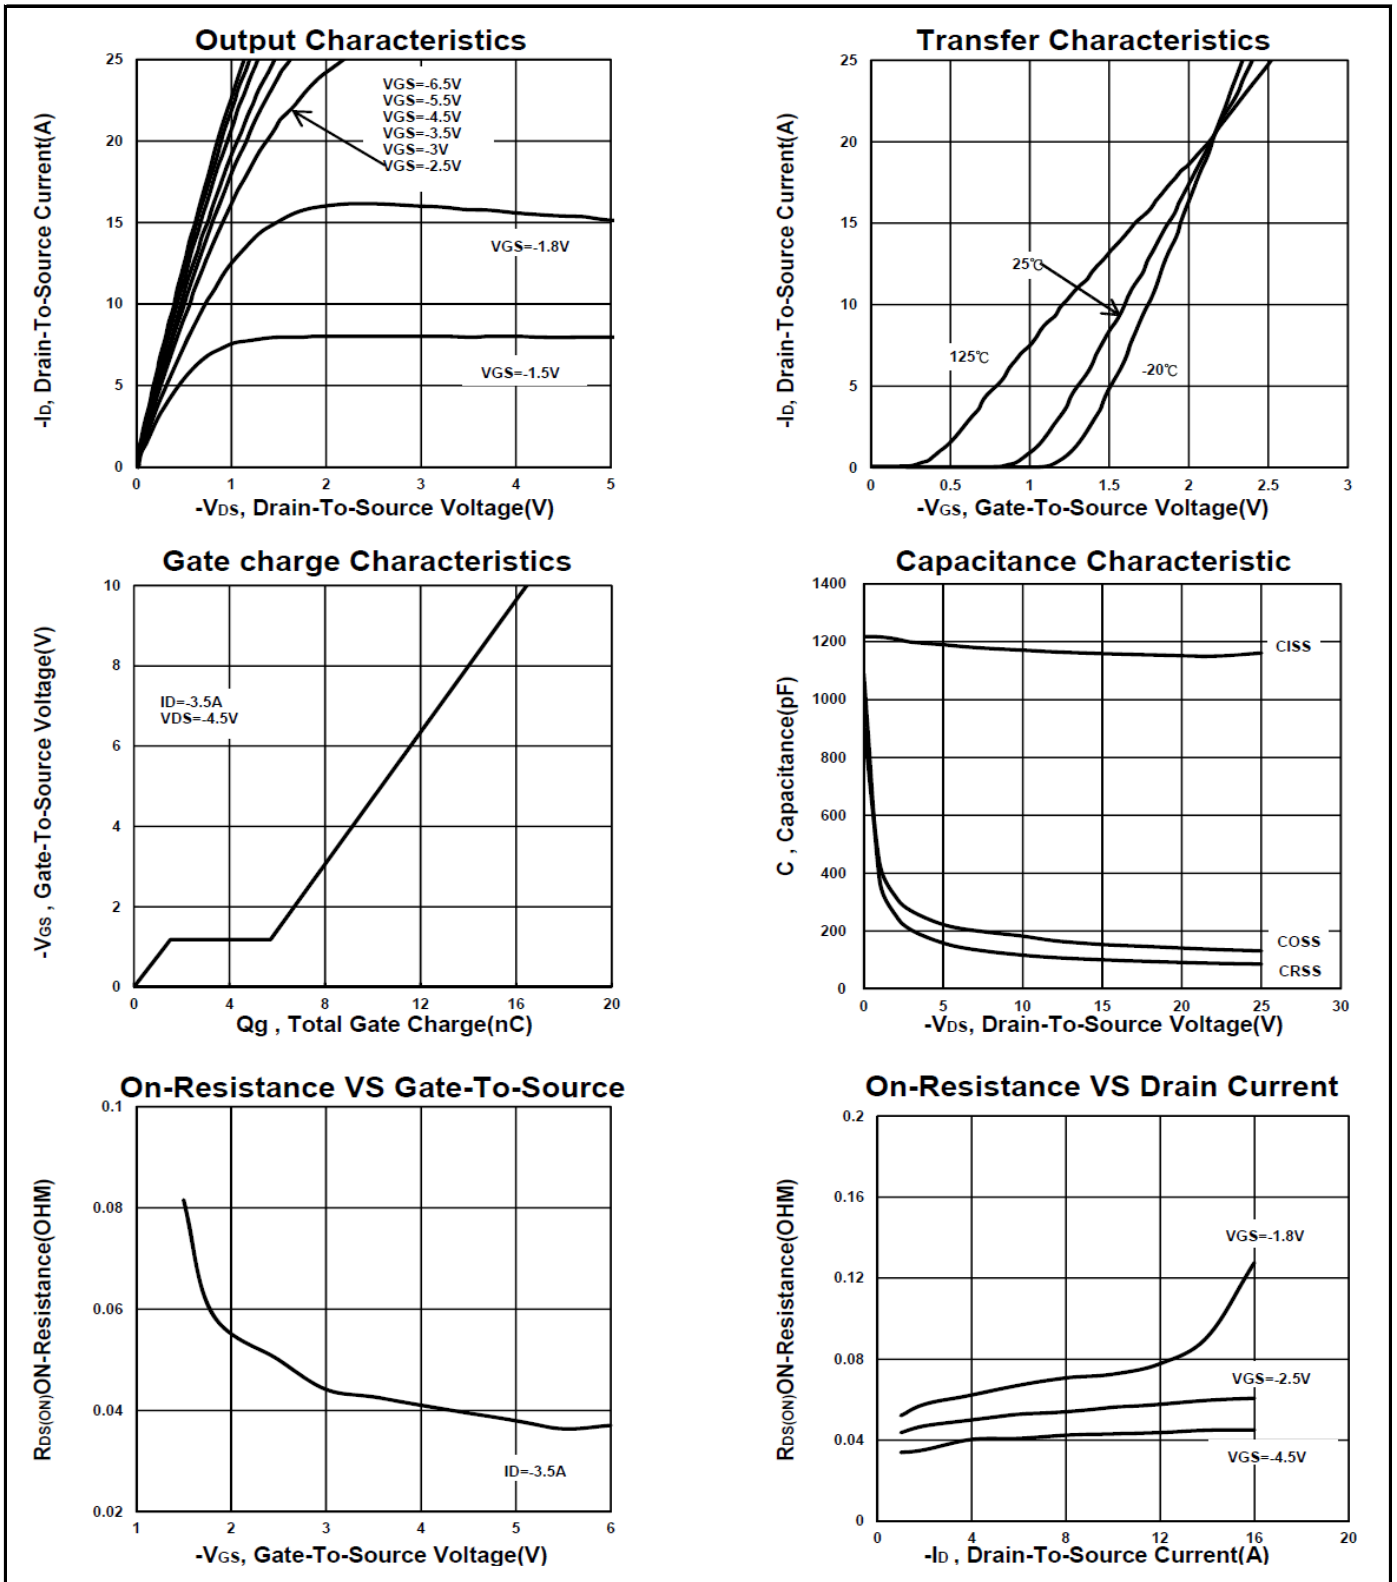 Output Characteristics
-ID, Drain-To-Source Current(A)
25
20
15
10
5
0
VGS=-6.5V
VGS=-5.5V
VGS=-4.5V
VGS=-3.5V
VGS=-3V
VGS=-2.5V
VGS=-1.8V
VGS=-1.5V
0 1 2 3 4 5
-VDS, Drain-To-Source Voltage(V)
Transfer Characteristics
-ID, Drain-To-Source Current(A)
25
20
15
10
5
0
25℃
125℃
-20℃
0 0.5 1 1.5 2 2.5 3
-VGS, Gate-To-Source Voltage(V)
Gate charge Characteristics
-VGS , Gate-To-Source Voltage(V)
10
8
6
4
2
0
ID=-3.5A
VDS=-4.5V
0 4 8 12 16 20
Qg , Total Gate Charge(nC)
Capacitance Characteristic
C , Capacitance(pF)
1400
1200
1000
800
600
400
200
0
CISS
COSS
CRSS
0 5 10 15 20 25 30
-VDS, Drain-To-Source Voltage(V)
On-Resistance VS Gate-To-Source
RDS(ON)ON-Resistance(OHM)
0.1
0.08
0.06
0.04
0.02
ID=-3.5A
1 2 3 4 5 6
-VGS, Gate-To-Source Voltage(V)
On-Resistance VS Drain Current
RDS(ON)ON-Resistance(OHM)
0.2
0.16
0.12
0.08
0.04
0
VGS=-1.8V
VGS=-2.5V
VGS=-4.5V
0 4 8 12 16 20
-ID , Drain-To-Source Current(A)